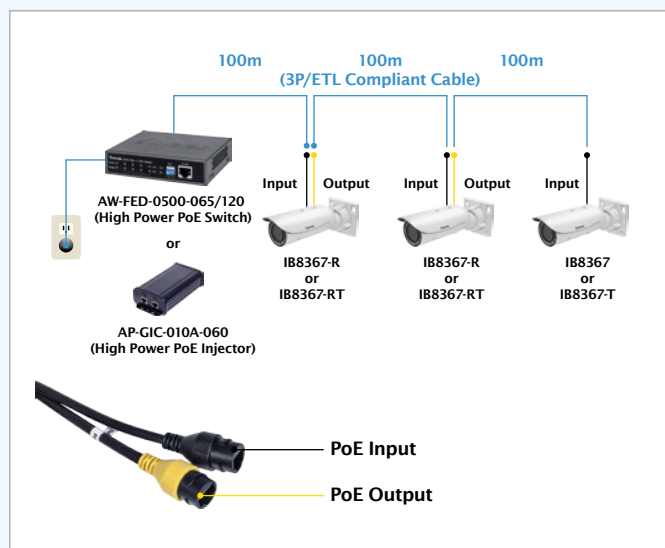 100m
100m
100m
(3P/ETL Compliant Cable)
Input
Output
Input
Output
Input
AW-FED-0500-065/120
(High Power PoE Switch)
or
AP-GIC-010A-060
(High Power PoE Injector)
IB8367-R
or
IB8367-RT
IB8367-R
or
IB8367-RT
IB8367
or
IB8367-T
PoE Input
PoE Output